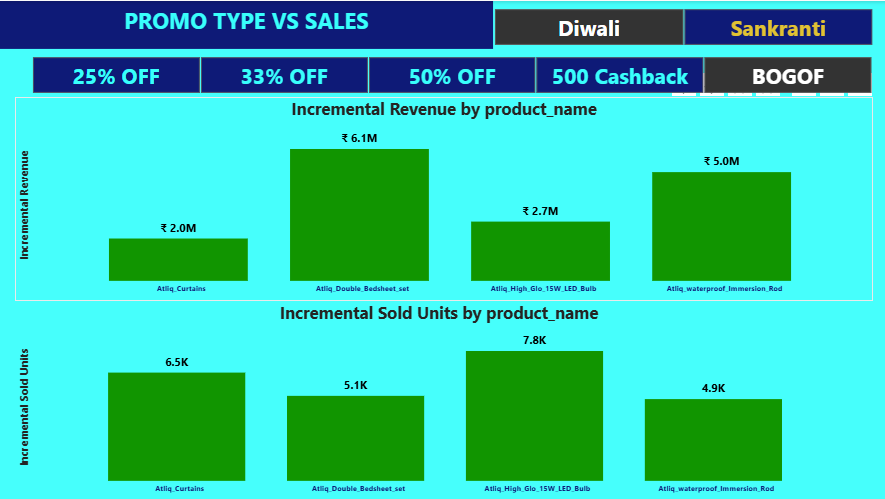 PROMO TYPE VS SALES
Diwali
Sankranti
25% OFF
33% OFF
50% OFF
500 Cashback
BOGOF
Incremental Revenue by product_name
Incremental Revenue
₹ 2.0M
₹ 6.1M
₹ 2.7M
₹ 5.0M
Atliq_Curtains
Atliq_Double_Bedsheet_set
Atliq_High_Glo_15W_LED_Bulb
Atliq_waterproof_Immersion_Rod
Incremental Sold Units by product_name
Incremental Sold Units
6.5K
5.1K
7.8K
4.9K
Atliq_Curtains
Atliq_Double_Bedsheet_set
Atliq_High_Glo_15W_LED_Bulb
Atliq_waterproof_Immersion_Rod